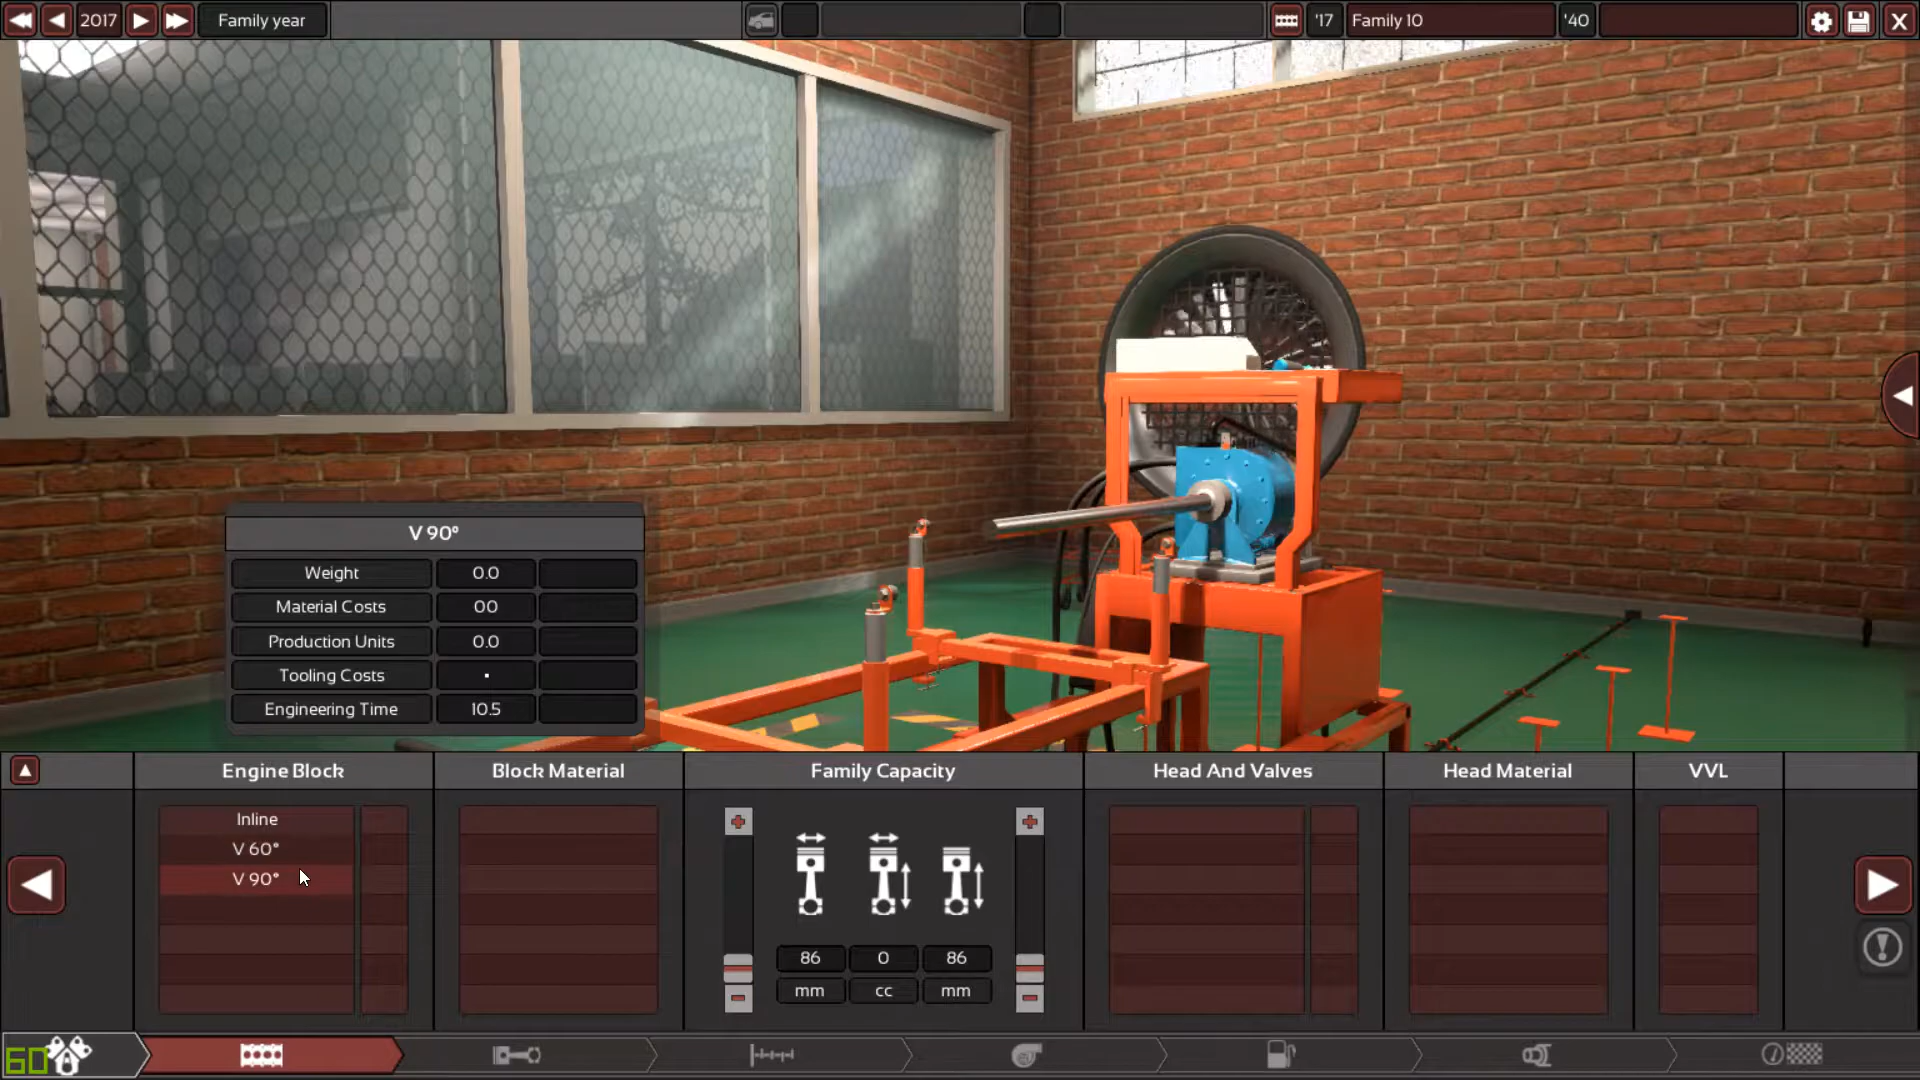 2017
Family year
'17
Family 10
'40
V 90°
Weight 0.0
Material Costs 00
Production Units 0.0
Tooling Costs
Engineering Time 10.5
Engine Block
Block Material
Family Capacity
Head And Valves
Head Material
VVL
Inline
V 60°
V 90°
86 0 86
mm cc mm
60